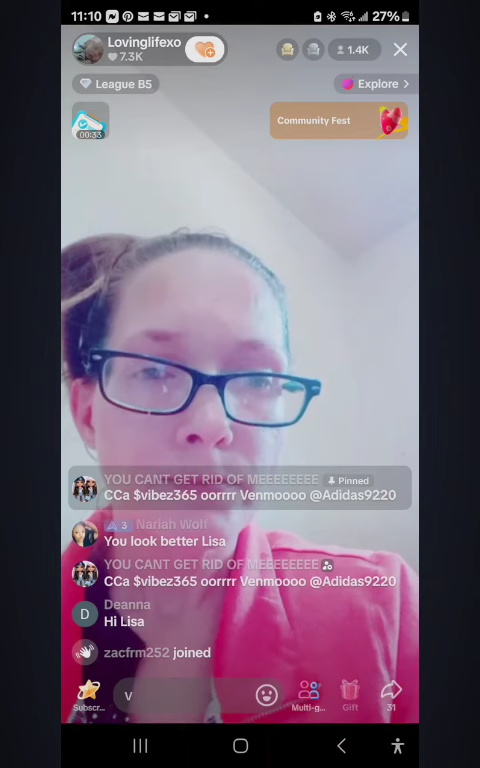 11:10
27%
Lovinglifexo
7.3K
1.4K
League B5
Explore
00:33
Community Fest
YOU CANT GET RID OF MEEEEEEEE Pinned
CCa $vibez365 oorrrr Venmoooo @Adidas9220
3 Nariah Wolf
You look better Lisa
YOU CANT GET RID OF MEEEEEEEE
CCa $vibez365 oorrrr Venmoooo @Adidas9220
D Deanna
Hi Lisa
zacfrm252 joined
v
Subscr... Multi-g... Gift 31